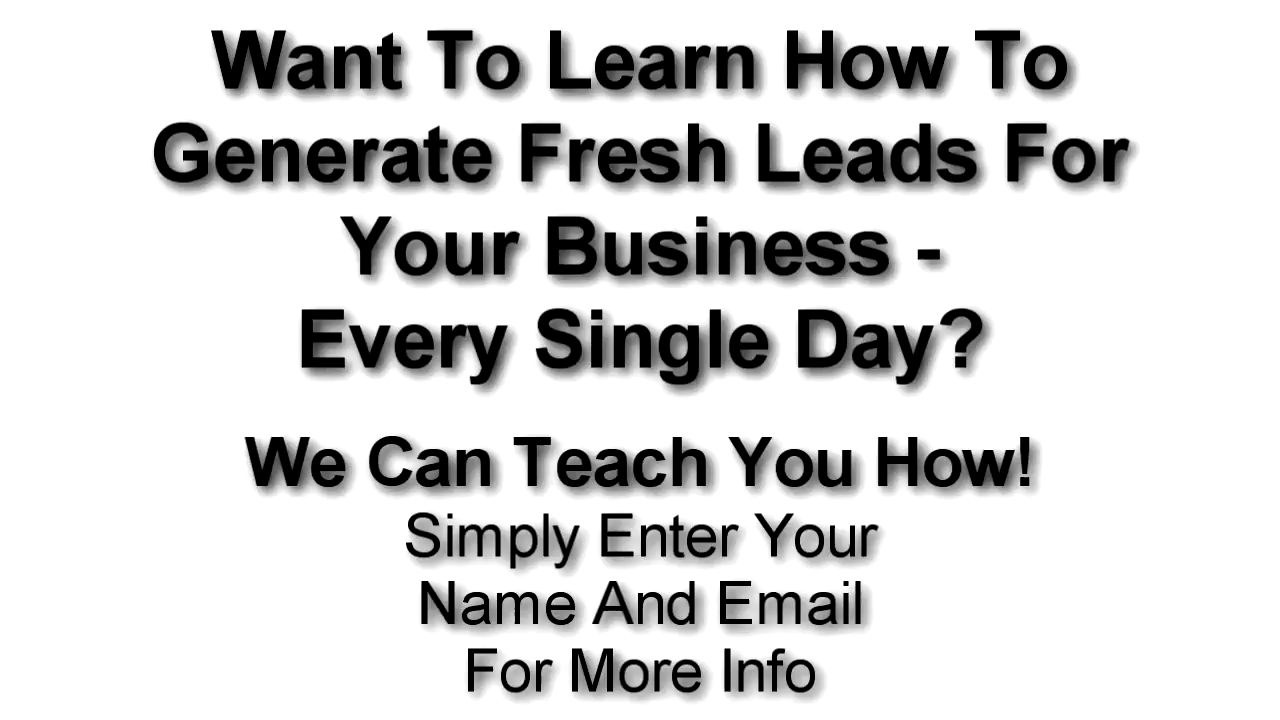 Want To Learn How To
Generate Fresh Leads For
Your Business -
Every Single Day?
We Can Teach You How!
Simply Enter Your
Name And Email
For More Info